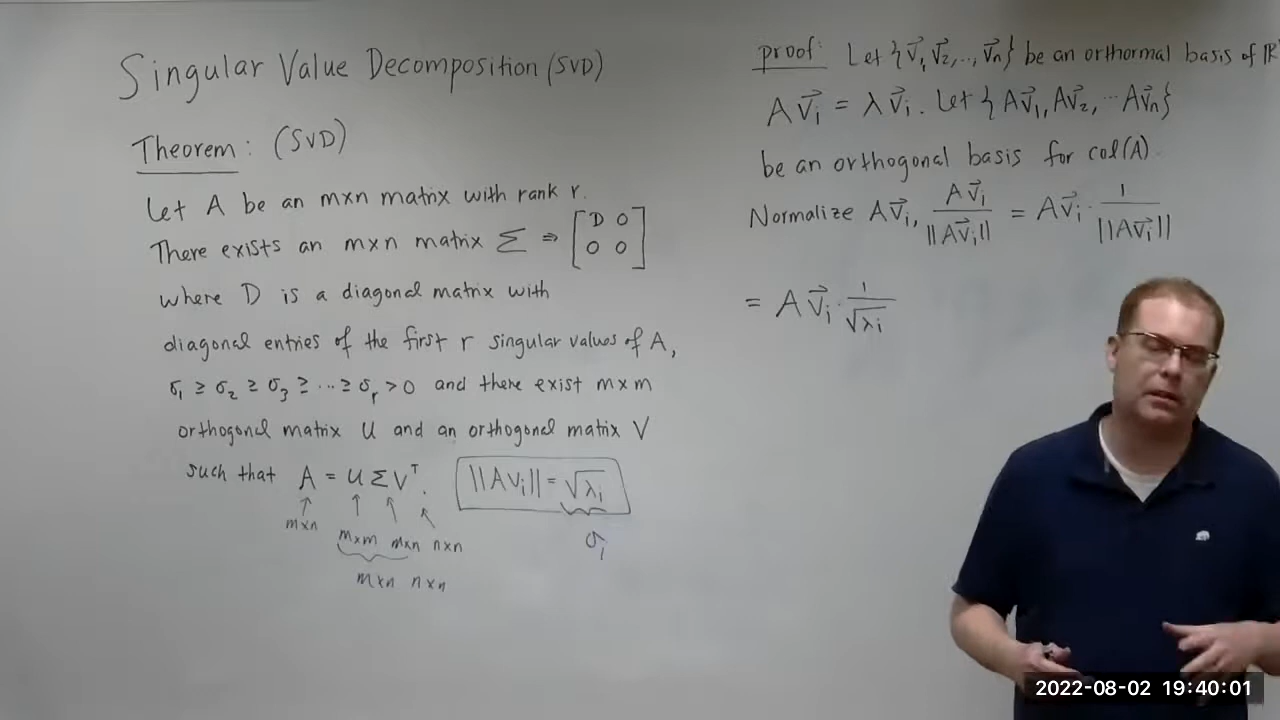 Singular Value Decomposition (SVD)
Theorem: (SVD)
Let A be an m×n matrix with rank r.
There exists an m×n matrix Σ ⇒ [D 0
0 0]
where D is a diagonal matrix with
diagonal entries of the first r singular values of A,
σ₁ ≥ σ₂ ≥ σ₃ ≥ ··· ≥ σᵣ > 0 and there exist m×m
orthogonal matrix U and an orthogonal matrix V
such that A = UΣVᵀ. ||Avᵢ|| = √λᵢ
m×n m×m m×n n×n σᵢ
m×n n×n
proof: Let {v⃗₁, v⃗₂, .., v⃗ₙ} be an orthormal basis of ℝ
Av⃗ᵢ = λv⃗ᵢ. Let {Av⃗₁, Av⃗₂, ··· Av⃗ₙ}
be an orthogonal basis for col(A).
Normalize Av⃗ᵢ, Av⃗ᵢ/||Av⃗ᵢ|| = Av⃗ᵢ · 1/||Av⃗ᵢ||
= Av⃗ᵢ · 1/√λᵢ
2022-08-02 19:40:01